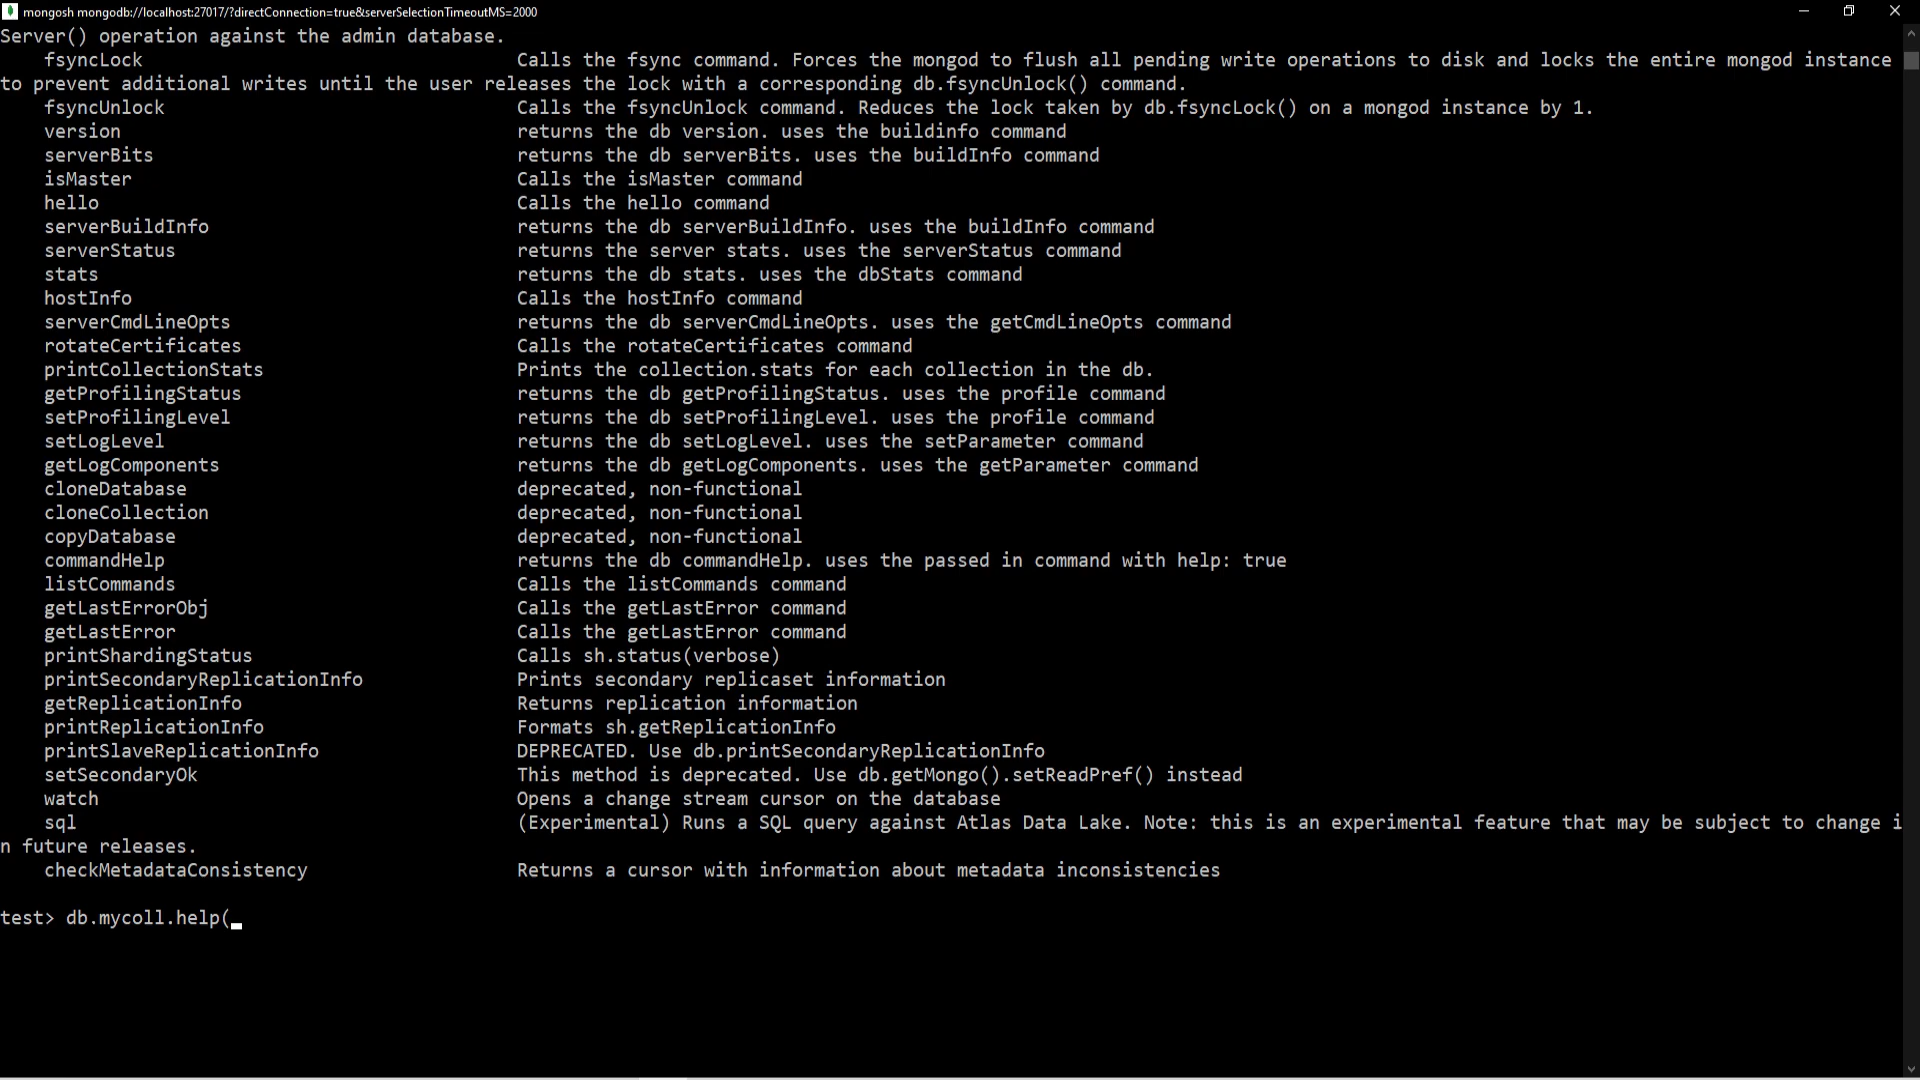 mongosh mongodb://localhost:27017/?directConnection=true&serverSelectionTimeoutMS=2000
Server() operation against the admin database.
fsyncLock Calls the fsync command. Forces the mongod to flush all pending write operations to disk and locks the entire mongod instance
to prevent additional writes until the user releases the lock with a corresponding db.fsyncUnlock() command.
fsyncUnlock Calls the fsyncUnlock command. Reduces the lock taken by db.fsyncLock() on a mongod instance by 1.
version returns the db version. uses the buildinfo command
serverBits returns the db serverBits. uses the buildInfo command
isMaster Calls the isMaster command
hello Calls the hello command
serverBuildInfo returns the db serverBuildInfo. uses the buildInfo command
serverStatus returns the server stats. uses the serverStatus command
stats returns the db stats. uses the dbStats command
hostInfo Calls the hostInfo command
serverCmdLineOpts returns the db serverCmdLineOpts. uses the getCmdLineOpts command
rotateCertificates Calls the rotateCertificates command
printCollectionStats Prints the collection.stats for each collection in the db.
getProfilingStatus returns the db getProfilingStatus. uses the profile command
setProfilingLevel returns the db setProfilingLevel. uses the profile command
setLogLevel returns the db setLogLevel. uses the setParameter command
getLogComponents returns the db getLogComponents. uses the getParameter command
cloneDatabase deprecated, non-functional
cloneCollection deprecated, non-functional
copyDatabase deprecated, non-functional
commandHelp returns the db commandHelp. uses the passed in command with help: true
listCommands Calls the listCommands command
getLastErrorObj Calls the getLastError command
getLastError Calls the getLastError command
printShardingStatus Calls sh.status(verbose)
printSecondaryReplicationInfo Prints secondary replicaset information
getReplicationInfo Returns replication information
printReplicationInfo Formats sh.getReplicationInfo
printSlaveReplicationInfo DEPRECATED. Use db.printSecondaryReplicationInfo
setSecondaryOk This method is deprecated. Use db.getMongo().setReadPref() instead
watch Opens a change stream cursor on the database
sql (Experimental) Runs a SQL query against Atlas Data Lake. Note: this is an experimental feature that may be subject to change i
n future releases.
checkMetadataConsistency Returns a cursor with information about metadata inconsistencies
test> db.mycoll.help(